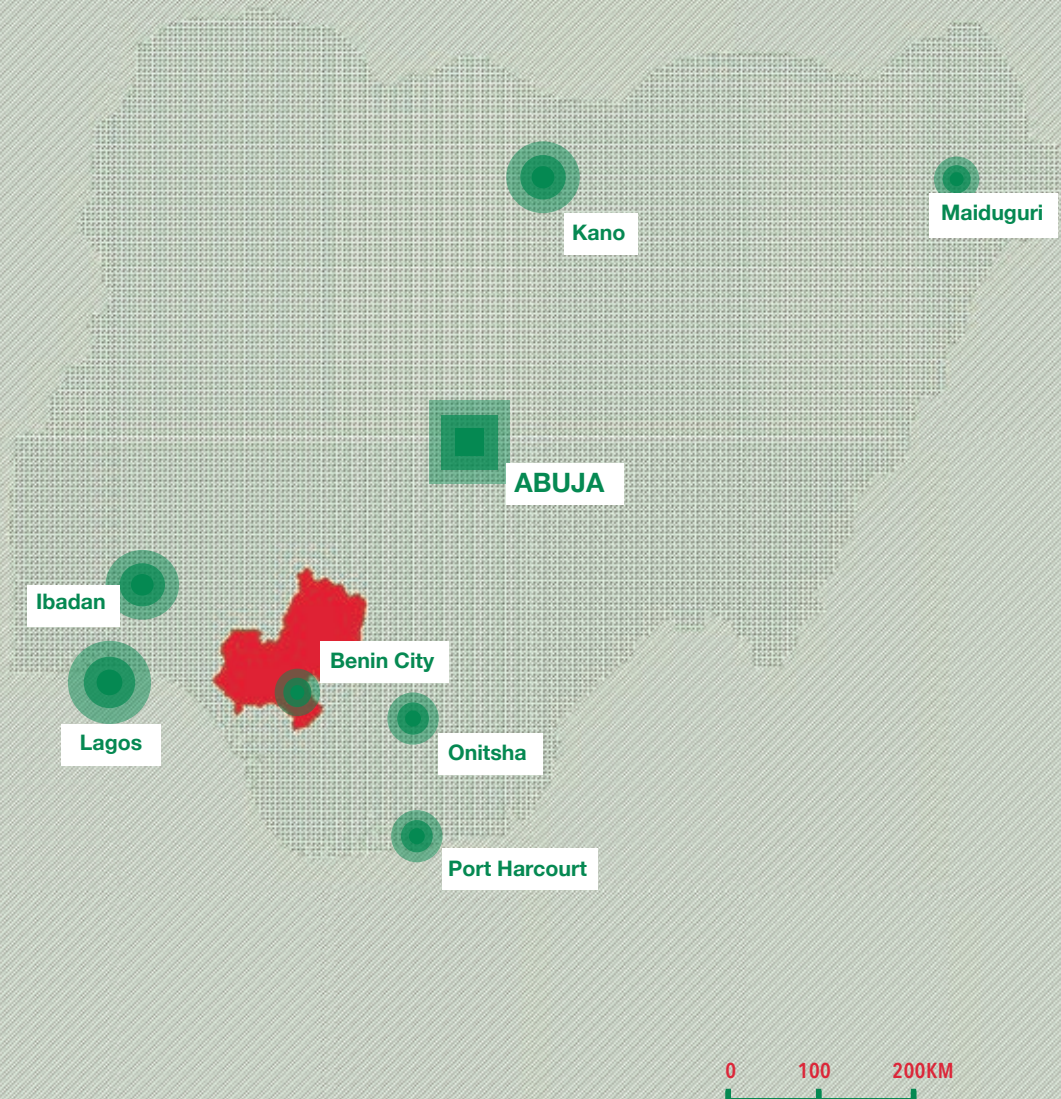 Kano
Maiduguri
ABUJA
Ibadan
Benin City
Lagos
Onitsha
Port Harcourt
0 100 200KM